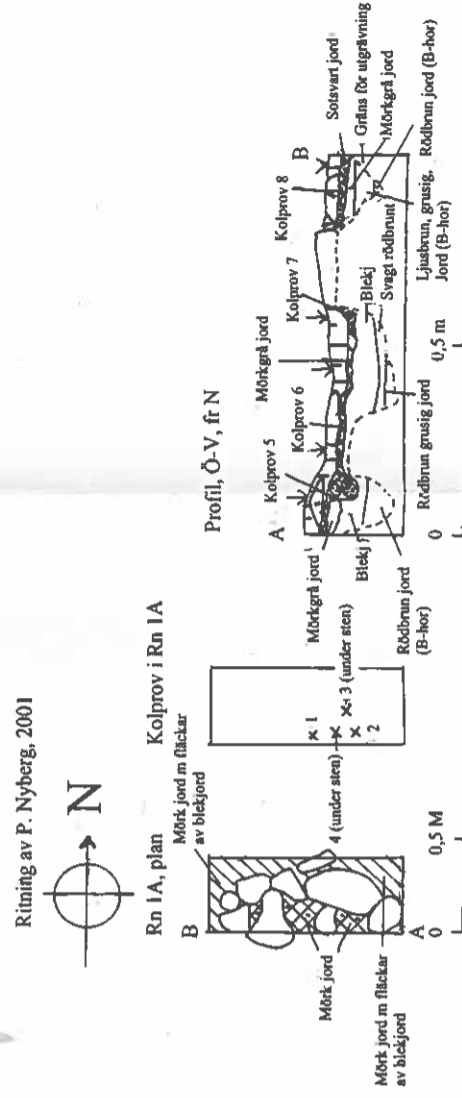 Ritning av P. Nyberg, 2001
N
Rn 1A, plan
Mörk jord m fläckar
av blekjord
B
Mörk jord
A
0
0,5 M
Mörk jord m fläckar
av blekjord
Kolprov i Rn 1A
1
3 (under sten)
4 (under sten)
2
Profil, Ö-V, fr N
A
Kolprov 5
Kolprov 6
Mörkgrå jord
Kolprov 7
Kolprov 8
B
Sotsvart jord
Gräns för utgrävning
Mörkgrå jord
Rödbrun jord (B-hor)
Ljusbrun, grusig,
Jord (B-hor)
Svagt rödbrunt
Blekj
Rödbrun grusig jord
Mörkgrå jord
Blekj
Rödbrun jord
(B-hor)
0
0,5 m